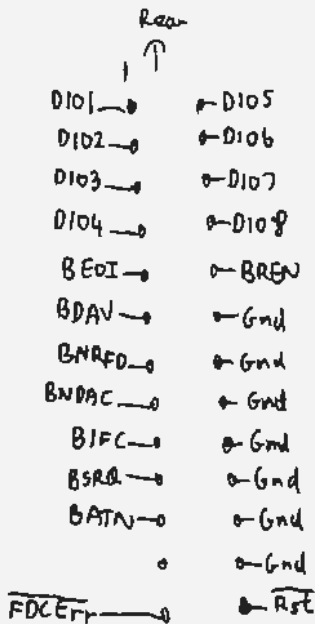 Rear
1
DIO1 DIO5
DIO2 DIO6
DIO3 DIO7
DIO4 DIO8
BEOI BREN
BDAV Gnd
BNRFD Gnd
BNDAC Gnd
BIFC Gnd
BSRQ Gnd
BATN Gnd
Gnd
FDCErr Rst